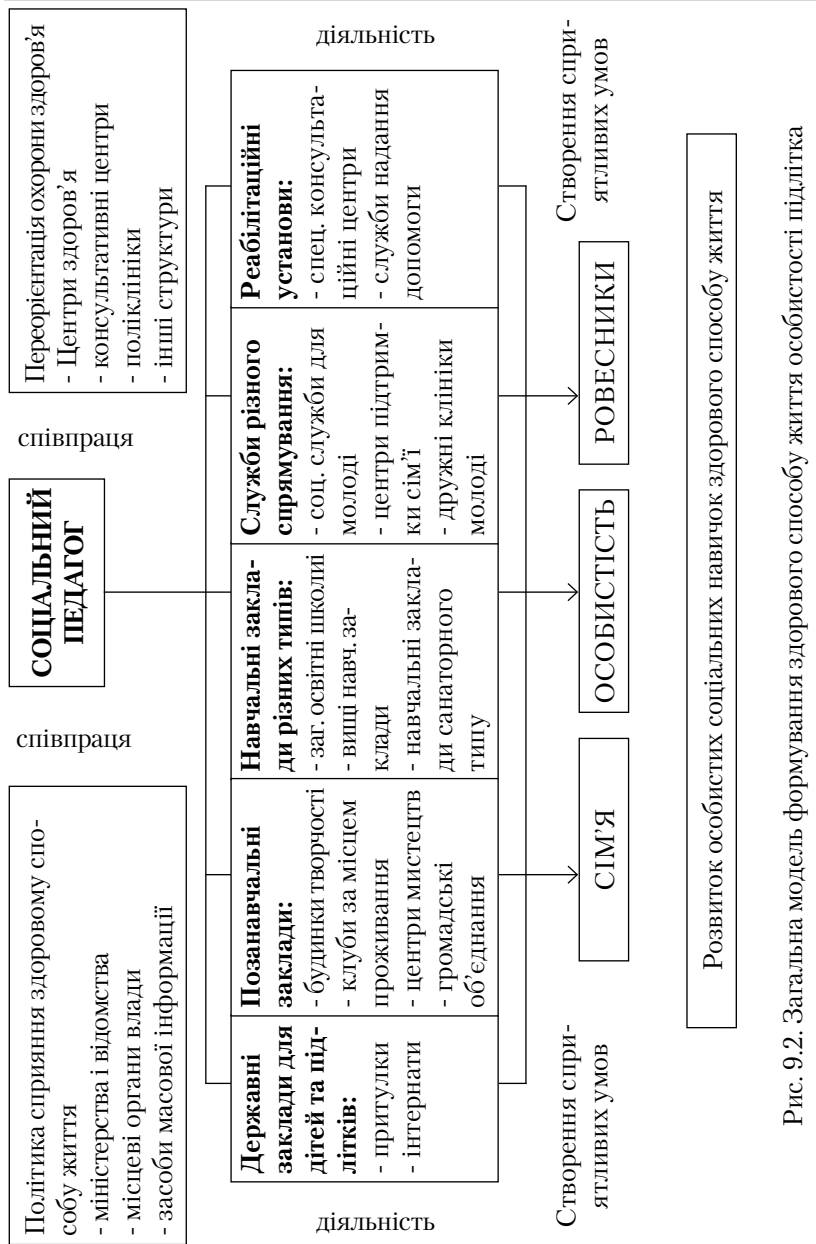 Політика сприяння здоровому спо-
собу життя
- міністерства і відомства
- місцеві органи влади
- засоби масової інформації
співпраця
СОЦІАЛЬНИЙ
ПЕДАГОГ
співпраця
Переорієнтація охорони здоров'я
- Центри здоров'я
- консультативні центри
- поліклініки
- інші структури
діяльність
Державні
заклади для
дітей та під-
літків:
- притулки
- інтернати
Позанавчальні
заклади:
- будинки творчості
- клуби за місцем
проживання
- центри мистецтв
- громадські
об'єднання
Навчальні закла-
ди різних типів:
- заг. освітні школиі
- вищі навч. за-
клади
- навчальні закла-
ди санаторного
типу
Служби різного
спрямування:
- соц. служби для
молоді
- центри підтрим-
ки сім'ї
- дружні клініки
молоді
Реабілітаційні
установи:
- спец. консульта-
ційні центри
- служби надання
допомоги
діяльність
Створення спри-
ятливих умов
СІМ'Я
ОСОБИСТІСТЬ
РОВЕСНИКИ
Створення спри-
ятливих умов
Розвиток особистих соціальних навичок здорового способу життя
Рис. 9.2. Загальна модель формування здорового способу життя особистості підлітка